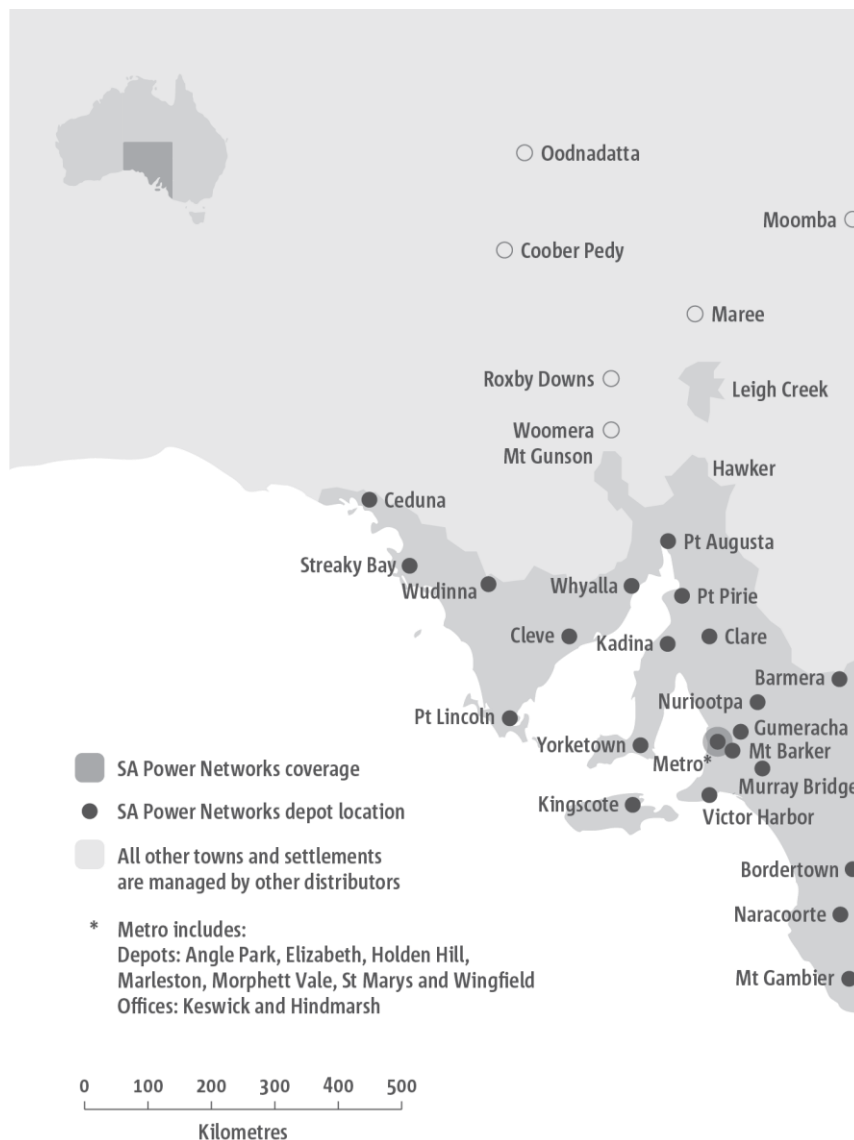 Oodnadatta
Moomba
Coober Pedy
Maree
Roxby Downs
Leigh Creek
Woomera
Mt Gunson
Hawker
Ceduna
Pt Augusta
Streaky Bay
Wudinna
Whyalla
Pt Pirie
Cleve
Kadina
Clare
Barmera
Nuriootpa
Pt Lincoln
Gumeracha
Yorketown
Mt Barker
Metro*
Murray Bridge
Kingscote
Victor Harbor
Bordertown
Naracoorte
Mt Gambier
SA Power Networks coverage
SA Power Networks depot location
All other towns and settlements
are managed by other distributors
* Metro includes:
Depots: Angle Park, Elizabeth, Holden Hill,
Marleston, Morphett Vale, St Marys and Wingfield
Offices: Keswick and Hindmarsh
0 100 200 300 400 500
Kilometres